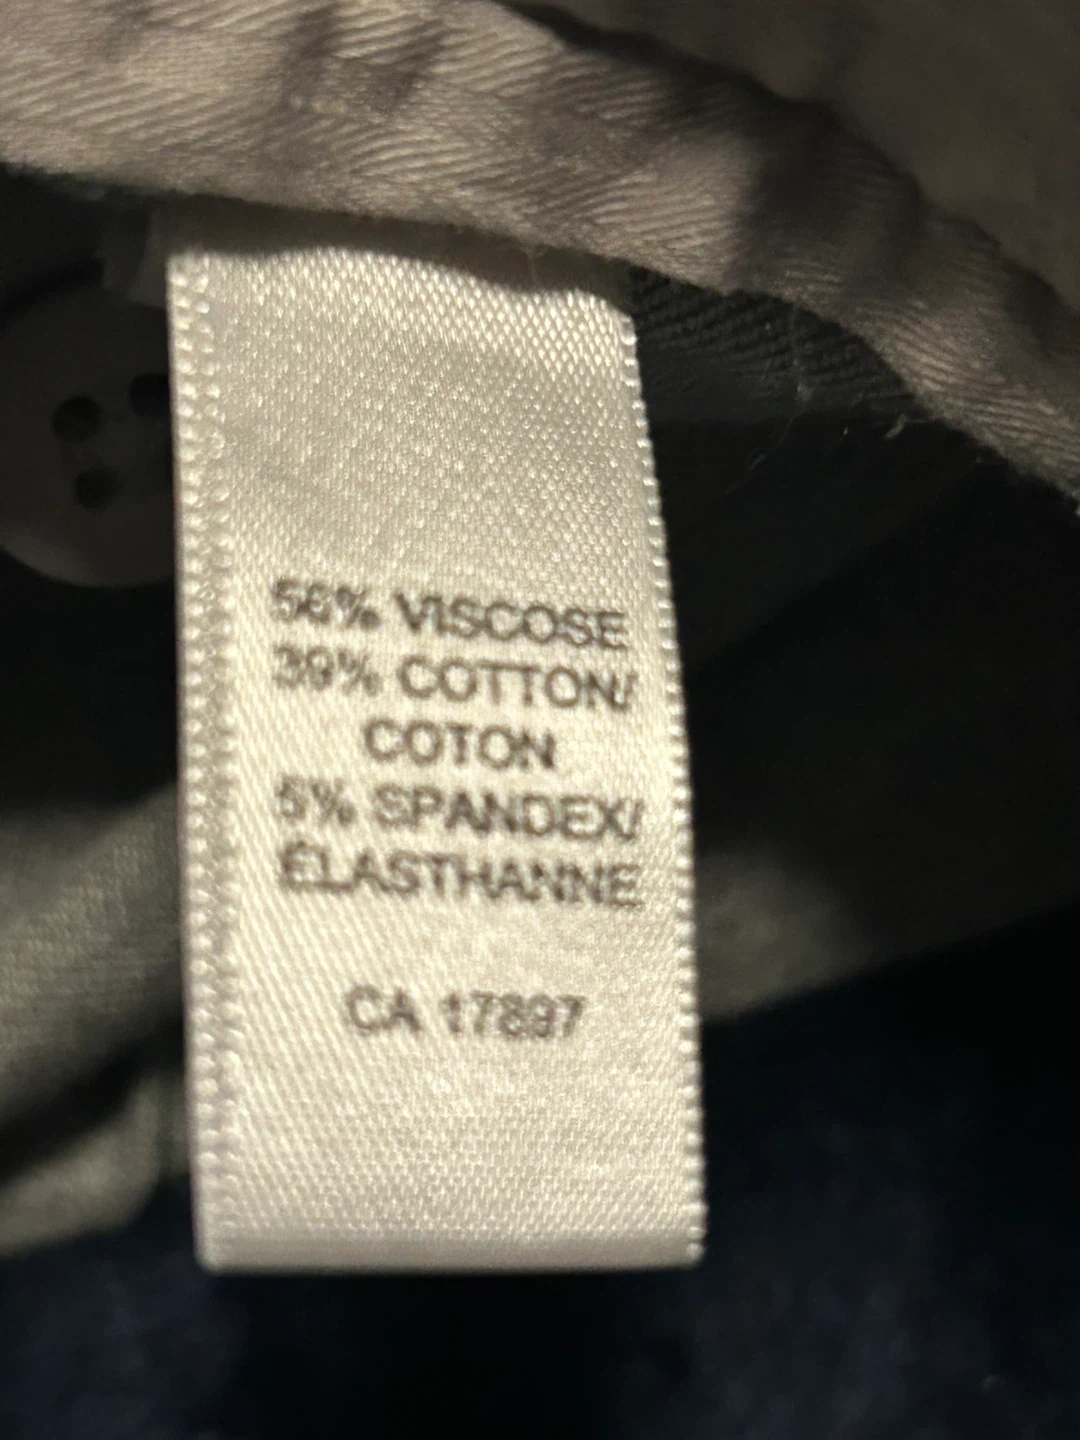 56% VISCOSE
39% COTTON/
COTON
5% SPANDEX/
ÉLASTHANNE
CA 17897